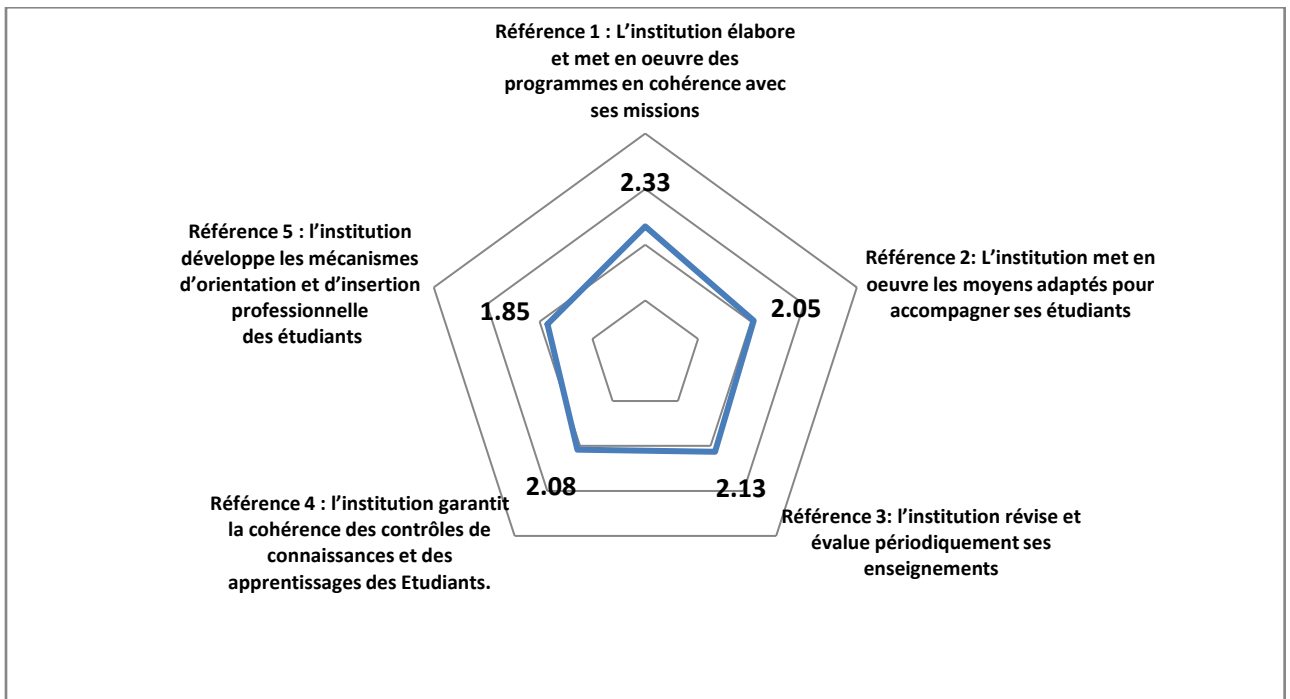 Référence 1 : L'institution élabore
et met en oeuvre des
programmes en cohérence avec
ses missions
2.33
Référence 2: L'institution met en
oeuvre les moyens adaptés pour
accompagner ses étudiants
2.05
Référence 3: l'institution révise et
évalue périodiquement ses
enseignements
2.13
Référence 4 : l'institution garantit
la cohérence des contrôles de
connaissances et des
apprentissages des Etudiants.
2.08
Référence 5 : l'institution
développe les mécanismes
d'orientation et d'insertion
professionnelle
des étudiants
1.85